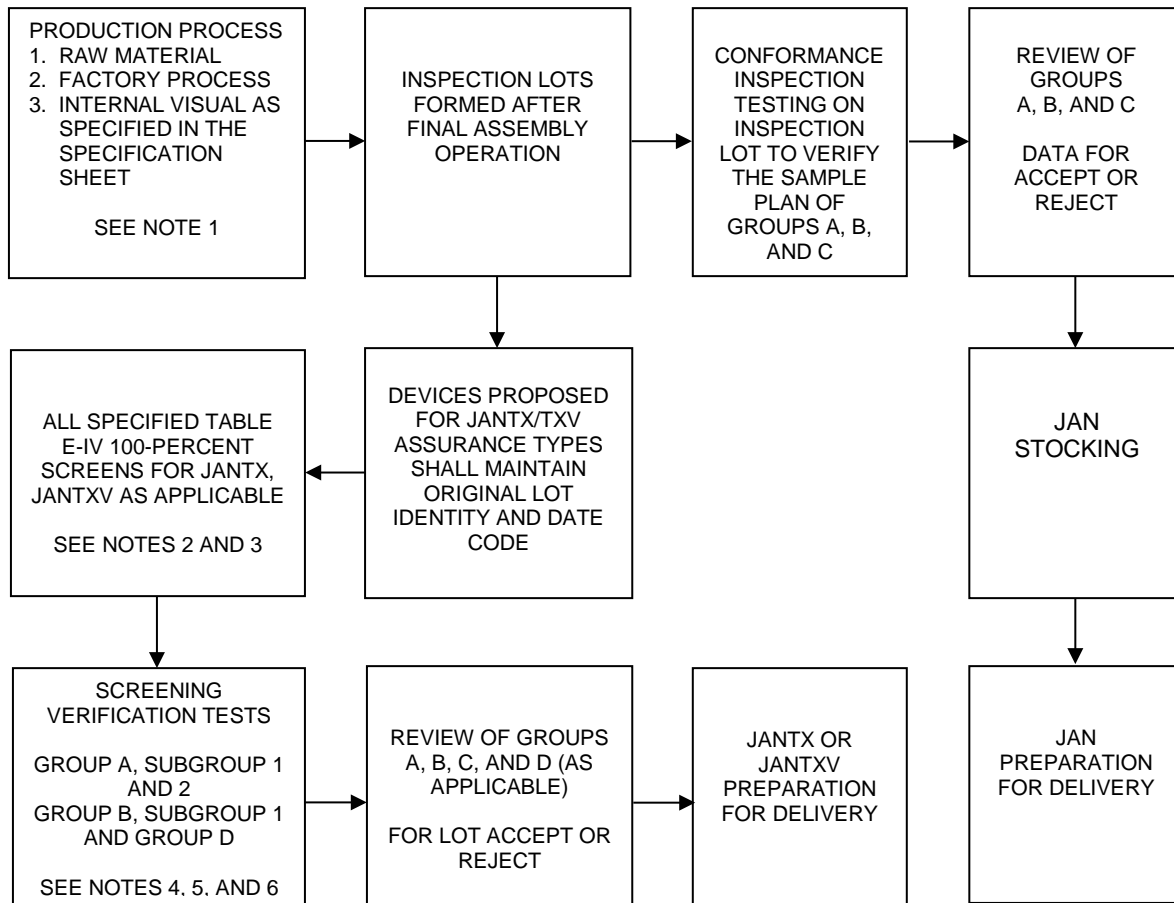 PRODUCTION PROCESS
1. RAW MATERIAL
2. FACTORY PROCESS
3. INTERNAL VISUAL AS
SPECIFIED IN THE
SPECIFICATION
SHEET
SEE NOTE 1
INSPECTION LOTS
FORMED AFTER
FINAL ASSEMBLY
OPERATION
CONFORMANCE
INSPECTION
TESTING ON
INSPECTION
LOT TO VERIFY
THE SAMPLE
PLAN OF
GROUPS A, B,
AND C
REVIEW OF
GROUPS
A, B, AND C
DATA FOR
ACCEPT OR
REJECT
ALL SPECIFIED TABLE
E-IV 100-PERCENT
SCREENS FOR JANTX,
JANTXV AS APPLICABLE
SEE NOTES 2 AND 3
DEVICES PROPOSED
FOR JANTX/TXV
ASSURANCE TYPES
SHALL MAINTAIN
ORIGINAL LOT
IDENTITY AND DATE
CODE
JAN
STOCKING
SCREENING
VERIFICATION TESTS
GROUP A, SUBGROUP 1
AND 2
GROUP B, SUBGROUP 1
AND GROUP D
SEE NOTES 4, 5, AND 6
REVIEW OF GROUPS
A, B, C, AND D (AS
APPLICABLE)
FOR LOT ACCEPT OR
REJECT
JANTX OR
JANTXV
PREPARATION
FOR DELIVERY
JAN
PREPARATION
FOR DELIVERY